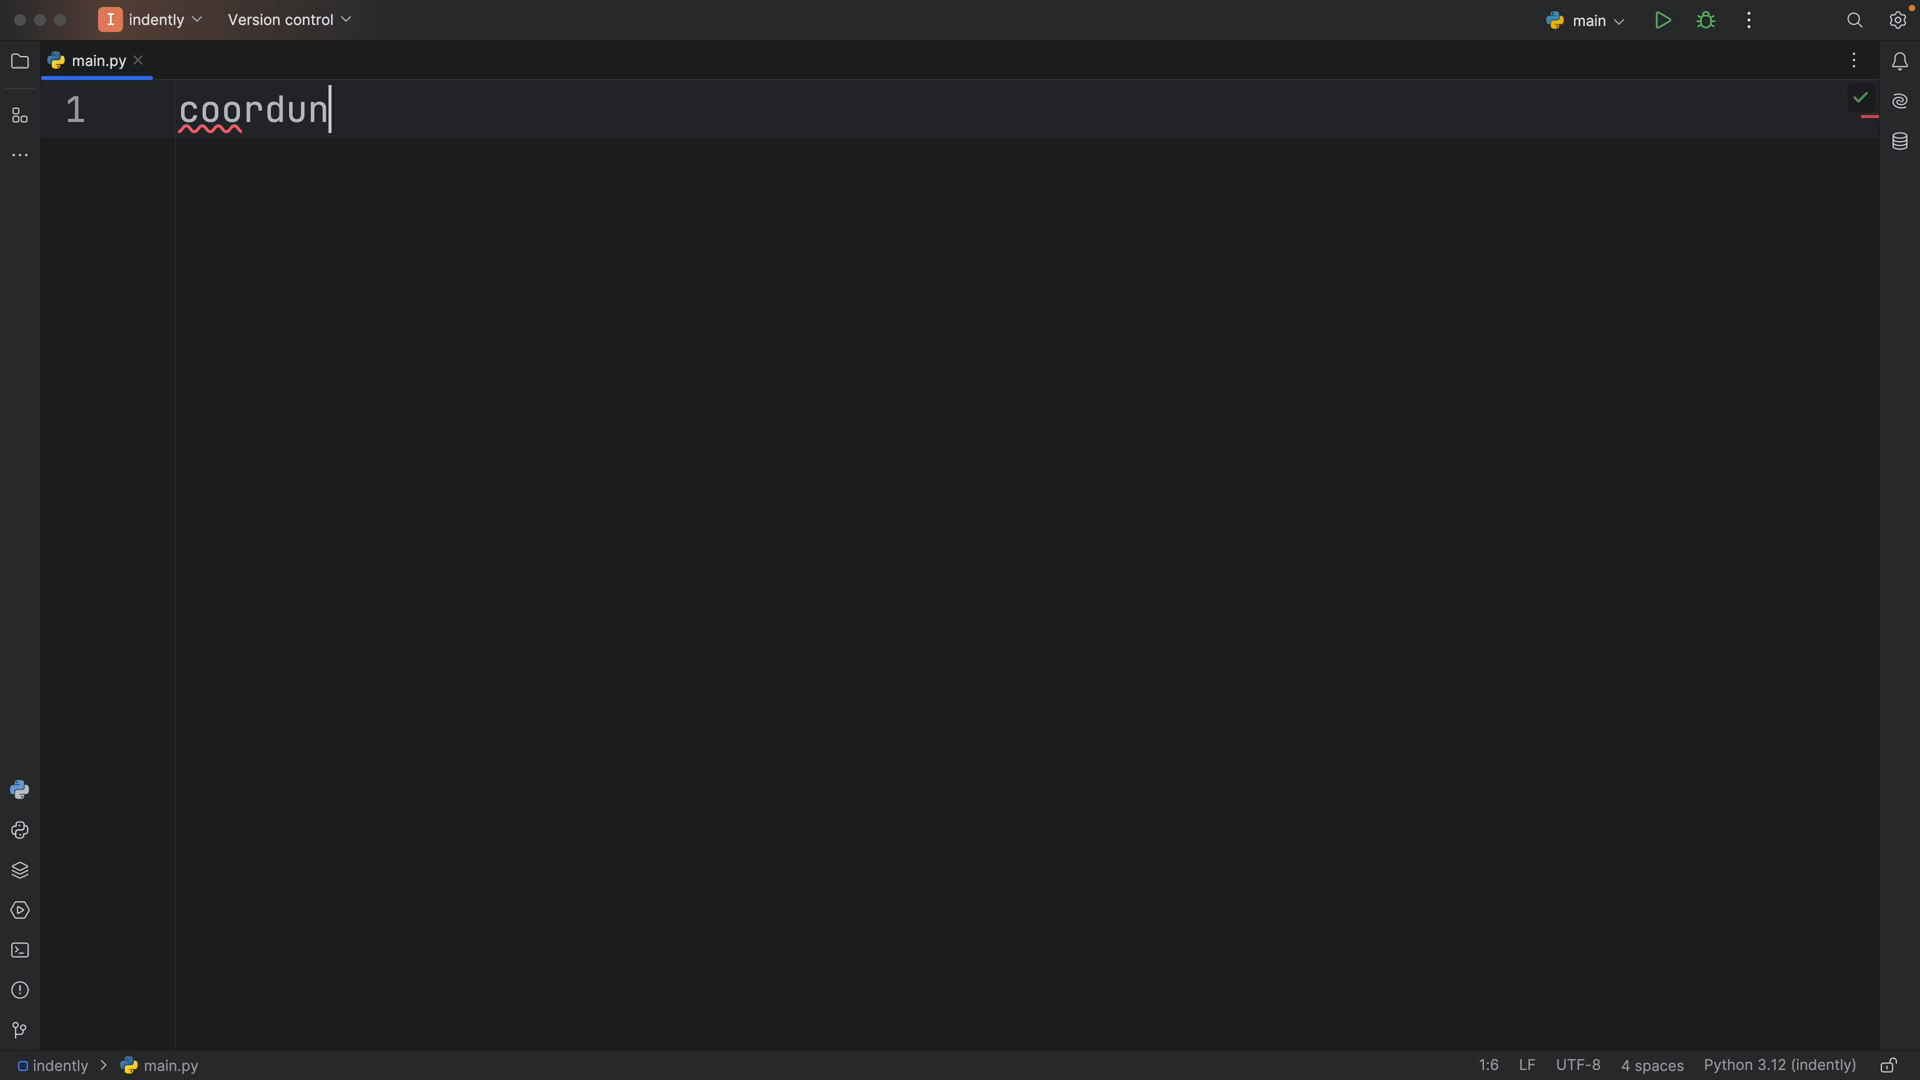 I indently Version control main
main.py
1 coordun
indently main.py 1:6 LF UTF-8 4 spaces Python 3.12 (indently)